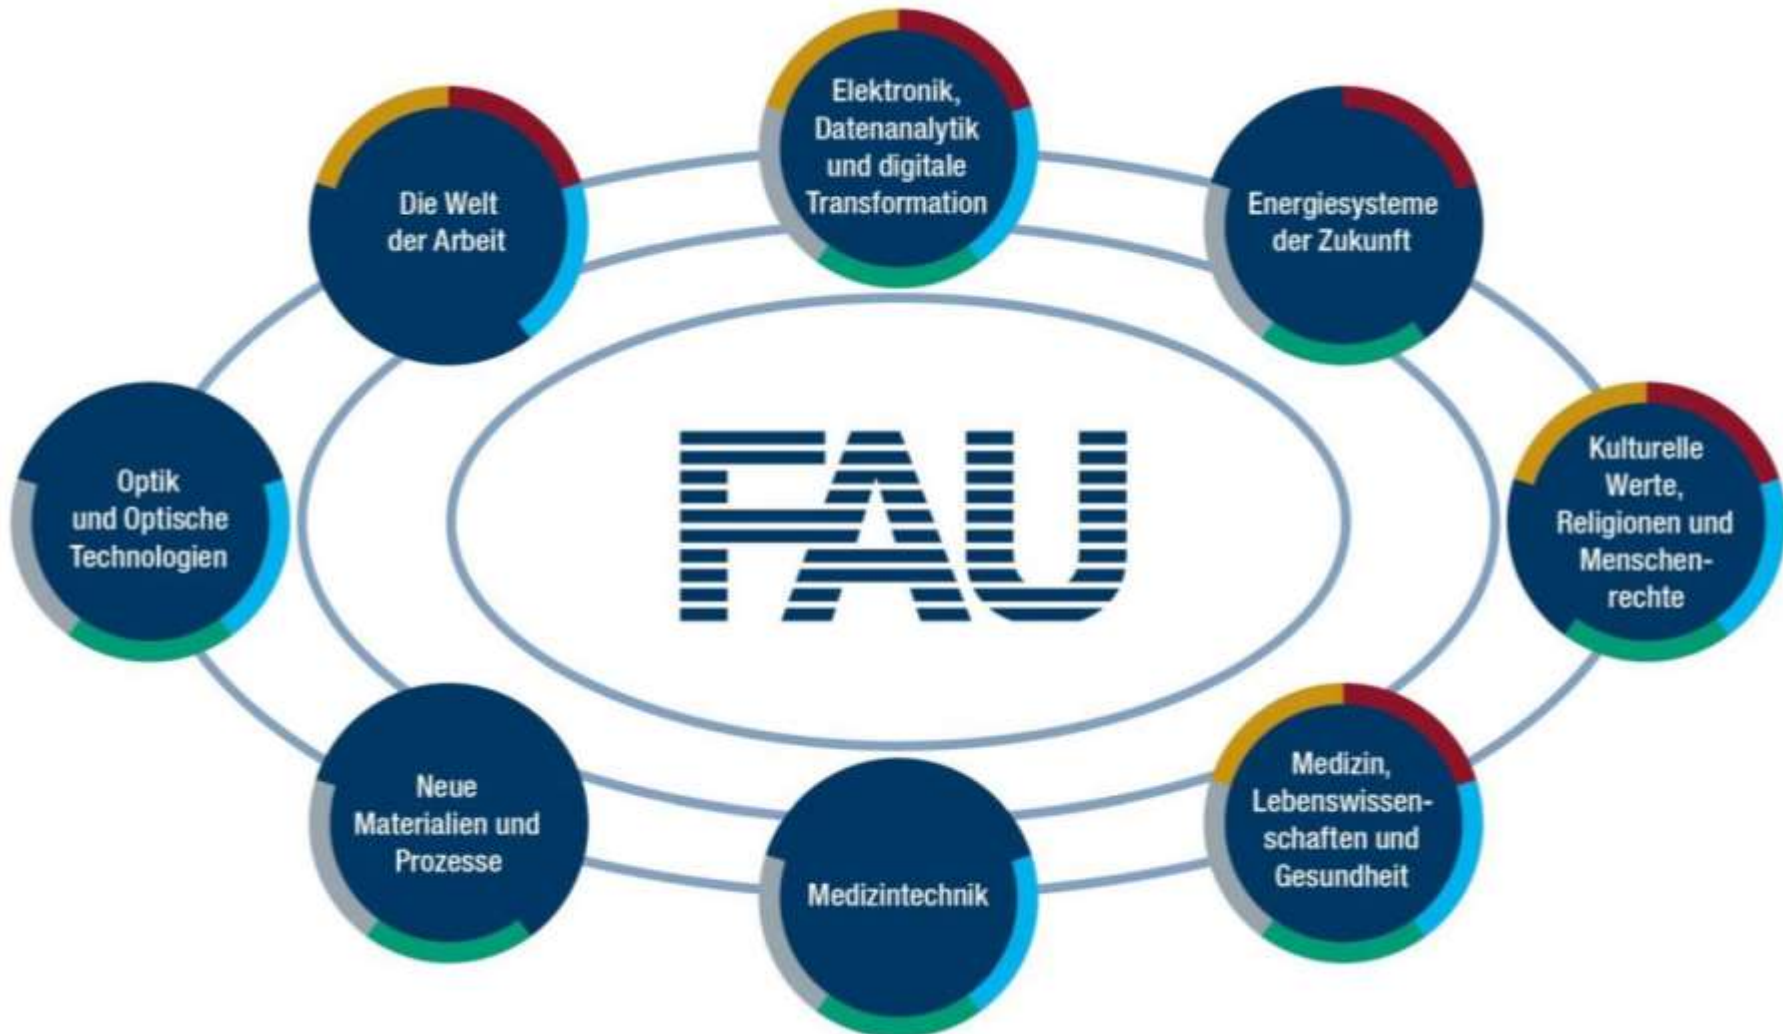 Elektronik,
Datenanalytik
und digitale
Transformation
Die Welt
der Arbeit
Energiesysteme
der Zukunft
Optik
und Optische
Technologien
FAU
Kulturelle
Werte,
Religionen und
Menschen-
rechte
Neue
Materialien und
Prozesse
Medizintechnik
Medizin,
Lebenswissen-
schaften und
Gesundheit